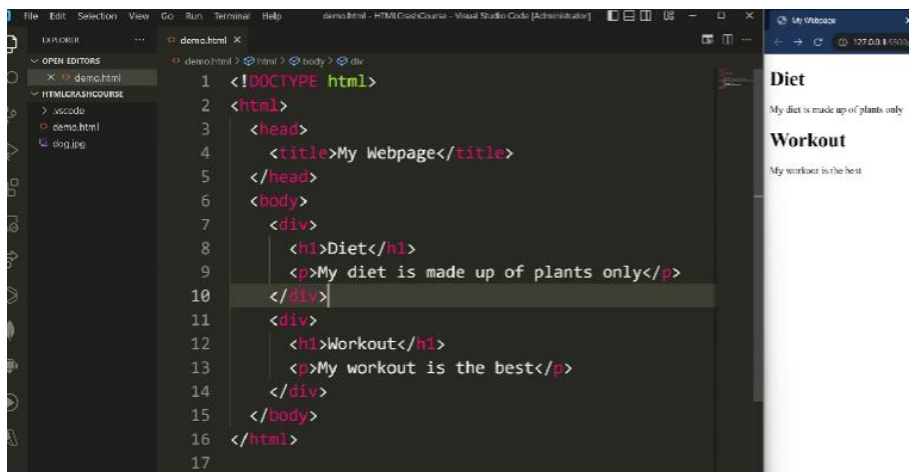 File Edit Selection View Go Run Terminal Help
demo.html - HTMLCrashCourse - Visual Studio Code [Administrator]
EXPLORER
demo.html
OPEN EDITORS
demo.html
HTMLCRASHCOURSE
.vscode
demo.html
dog.jpg
demo.html > html > body > div
1 <!DOCTYPE html>
2 <html>
3 <head>
4 <title>My Webpage</title>
5 </head>
6 <body>
7 <div>
8 <h1>Diet</h1>
9 <p>My diet is made up of plants only</p>
10 </div>
11 <div>
12 <h1>Workout</h1>
13 <p>My workout is the best</p>
14 </div>
15 </body>
16 </html>
17
My Webpage
127.0.0.1:5500/
Diet
My diet is made up of plants only
Workout
My workout is the best